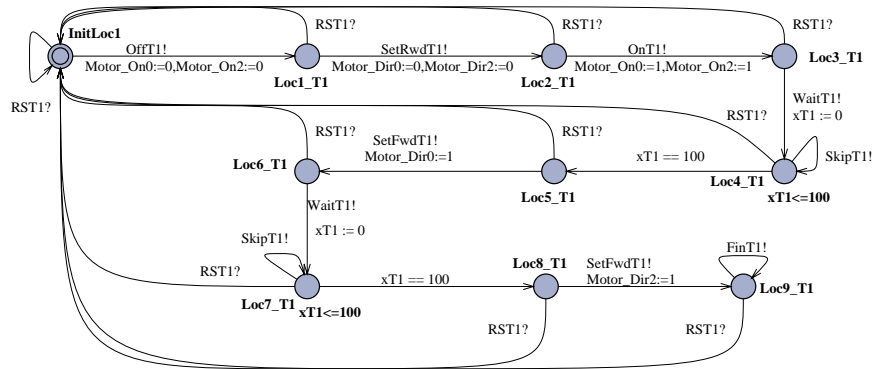 InitLoc1
RST1?
OffT1!
Motor_On0:=0,Motor_On2:=0
RST1?
Loc1_T1
SetRwdT1!
Motor_Dir0:=0,Motor_Dir2:=0
RST1?
Loc2_T1
OnT1!
Motor_On0:=1,Motor_On2:=1
RST1?
Loc3_T1
WaitT1!
xT1 := 0
RST1?
SkipT1!
Loc4_T1
xT1<=100
xT1 == 100
RST1?
Loc5_T1
SetFwdT1!
Motor_Dir0:=1
RST1?
Loc6_T1
WaitT1!
xT1 := 0
SkipT1!
RST1?
Loc7_T1
xT1<=100
xT1 == 100
Loc8_T1
RST1?
SetFwdT1!
Motor_Dir2:=1
FinT1!
Loc9_T1
RST1?